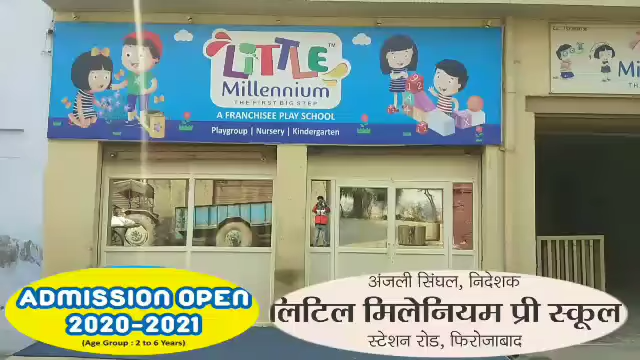 LiTTLE TM
Millennium
THE FIRST BIG STEP
A FRANCHISEE PLAY SCHOOL
Playgroup | Nursery | Kindergarten
ADMISSION OPEN
2020-2021
(Age Group : 2 to 6 Years)
अंजली सिंघल, निदेशक
लिटिल मिलेनियम प्री स्कूल
स्टेशन रोड, फिरोजाबाद